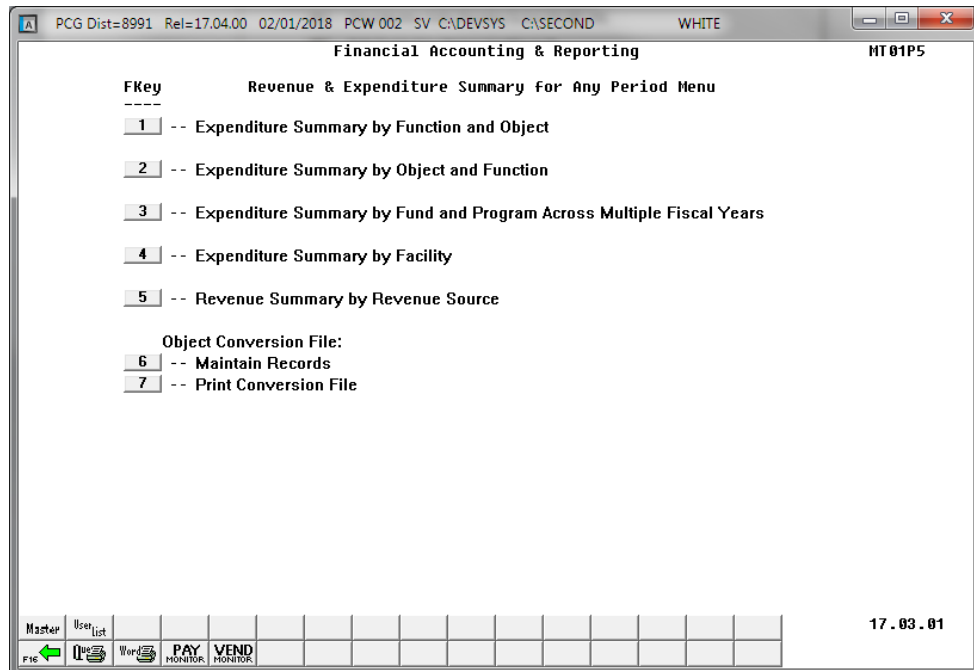 PCG Dist=8991 Rel=17.04.00 02/01/2018 PCW 002 SV C:\DEVSYS C:\SECOND WHITE
Financial Accounting & Reporting MT01P5
FKey Revenue & Expenditure Summary for Any Period Menu
----
1 -- Expenditure Summary by Function and Object
2 -- Expenditure Summary by Object and Function
3 -- Expenditure Summary by Fund and Program Across Multiple Fiscal Years
4 -- Expenditure Summary by Facility
5 -- Revenue Summary by Revenue Source
Object Conversion File:
6 -- Maintain Records
7 -- Print Conversion File
Master User List 17.03.01
F16 Que Word PAY MONITOR VEND MONITOR